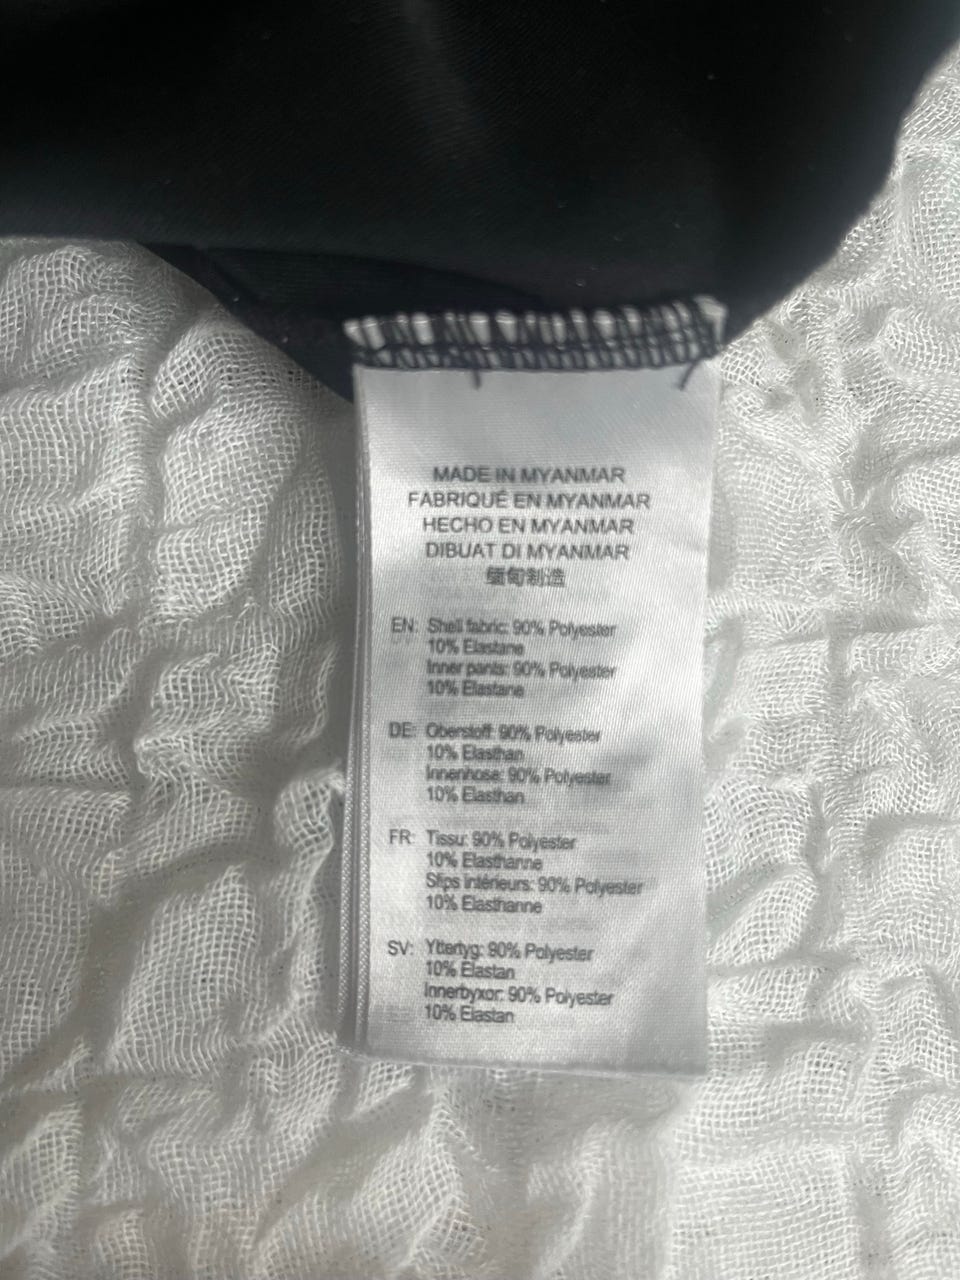 MADE IN MYANMAR
FABRIQUÉ EN MYANMAR
HECHO EN MYANMAR
DIBUAT DI MYANMAR
缅甸制造
EN: Shell fabric: 90% Polyester
10% Elastane
Inner pants: 90% Polyester
10% Elastane
DE: Oberstoff: 90% Polyester
10% Elasthan
Innenhose: 90% Polyester
10% Elasthan
FR: Tissu: 90% Polyester
10% Elasthanne
Slips intérieurs: 90% Polyester
10% Elasthanne
SV: Yttertyg: 90% Polyester
10% Elastan
Innerbyxor: 90% Polyester
10% Elastan